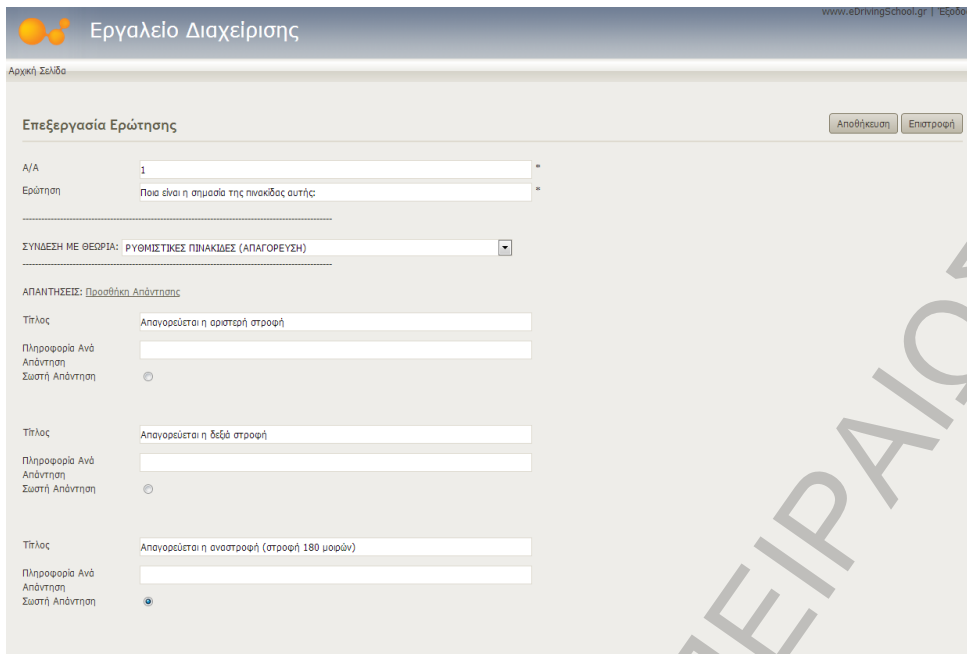 www.eDrivingSchool.gr | Έξοδο
Εργαλείο Διαχείρισης
Αρχική Σελίδα
Επεξεργασία Ερώτησης
Αποθήκευση Επιστροφή
Α/Α 1 *
Ερώτηση Ποια είναι η σημασία της πινακίδας αυτής: *
ΣΥΝΔΕΣΗ ΜΕ ΘΕΩΡΙΑ: ΡΥΘΜΙΣΤΙΚΕΣ ΠΙΝΑΚΙΔΕΣ (ΑΠΑΓΟΡΕΥΣΗ)
ΑΠΑΝΤΗΣΕΙΣ: Προσθήκη Απάντησης
Τίτλος Απαγορεύεται η αριστερή στροφή
Πληροφορία Ανά
Απάντηση
Σωστή Απάντηση
Τίτλος Απαγορεύεται η δεξιά στροφή
Πληροφορία Ανά
Απάντηση
Σωστή Απάντηση
Τίτλος Απαγορεύεται η αναστροφή (στροφή 180 μοιρών)
Πληροφορία Ανά
Απάντηση
Σωστή Απάντηση